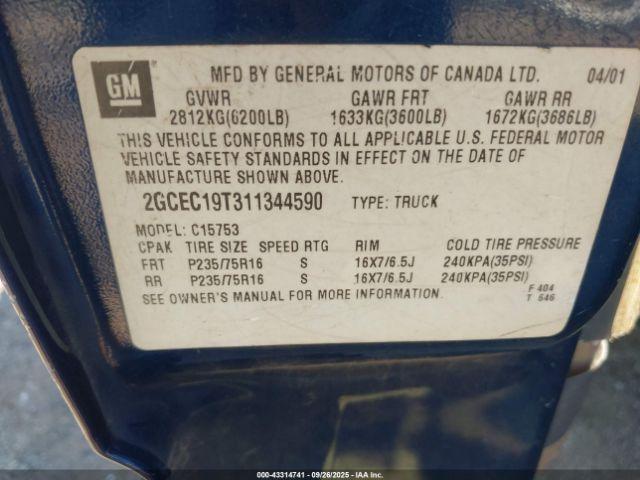 GM
MFD BY GENERAL MOTORS OF CANADA LTD. 04/01
GVWR GAWR FRT GAWR RR
2812KG(6200LB) 1633KG(3600LB) 1672KG(3686LB)
THIS VEHICLE CONFORMS TO ALL APPLICABLE U.S. FEDERAL MOTOR
VEHICLE SAFETY STANDARDS IN EFFECT ON THE DATE OF
MANUFACTURE SHOWN ABOVE.
2GCEC19T311344590 TYPE: TRUCK
MODEL: C15753
CPAK TIRE SIZE SPEED RTG RIM COLD TIRE PRESSURE
FRT P235/75R16 S 16X7/6.5J 240KPA(35PSI)
RR P235/75R16 S 16X7/6.5J 240KPA(35PSI)
SEE OWNER'S MANUAL FOR MORE INFORMATION.
F 404
T 646
000-43314741 - 09/26/2025 - IAAI.COM